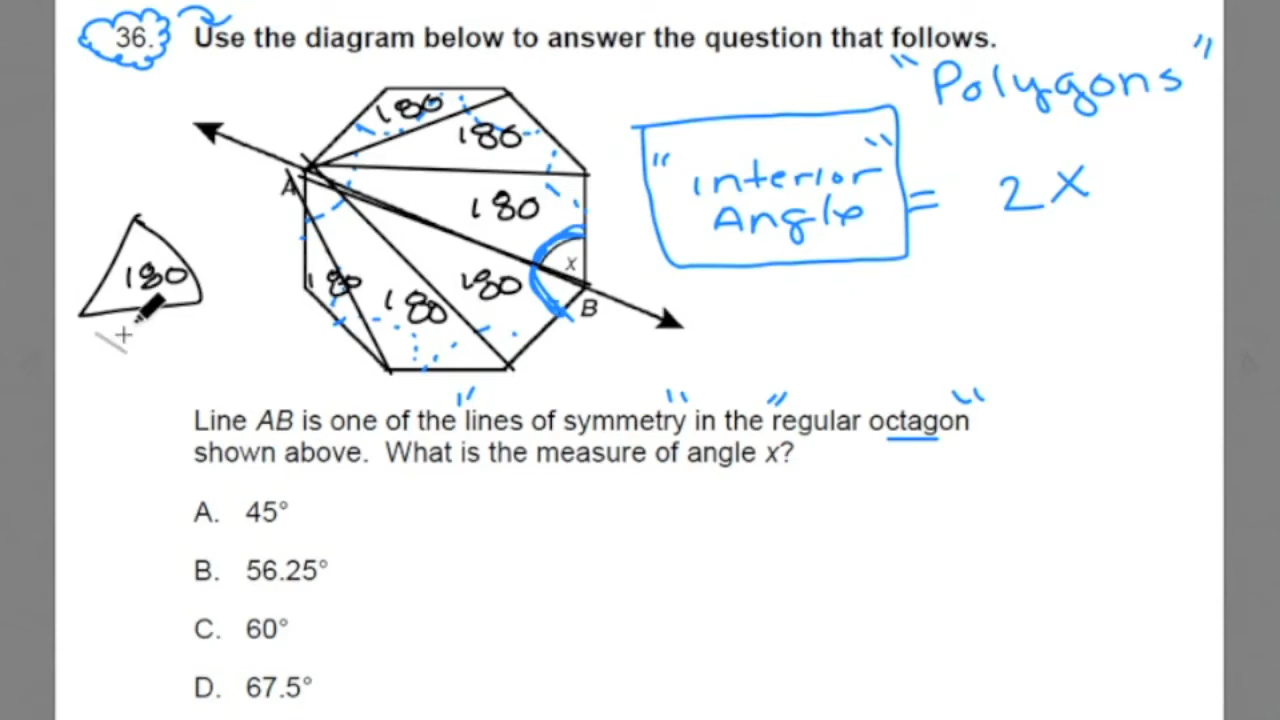 36. Use the diagram below to answer the question that follows.
" Polygons "
" Interior "
Angle = 2x
180
180
180
180
180
180
180
+
A
x
B
Line AB is one of the "lines of symmetry" in the "regular octagon"
shown above. What is the measure of angle x?
A. 45°
B. 56.25°
C. 60°
D. 67.5°